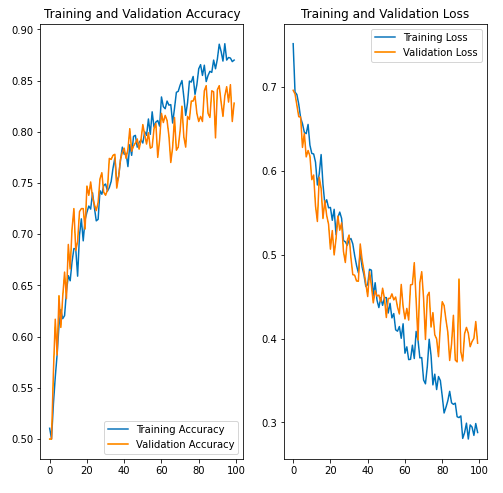 Training and Validation Accuracy
0.90
0.85
0.80
0.75
0.70
0.65
0.60
0.55
0.50
0 20 40 60 80 100
Training Accuracy
Validation Accuracy
Training and Validation Loss
0.7
0.6
0.5
0.4
0.3
0 20 40 60 80 100
Training Loss
Validation Loss